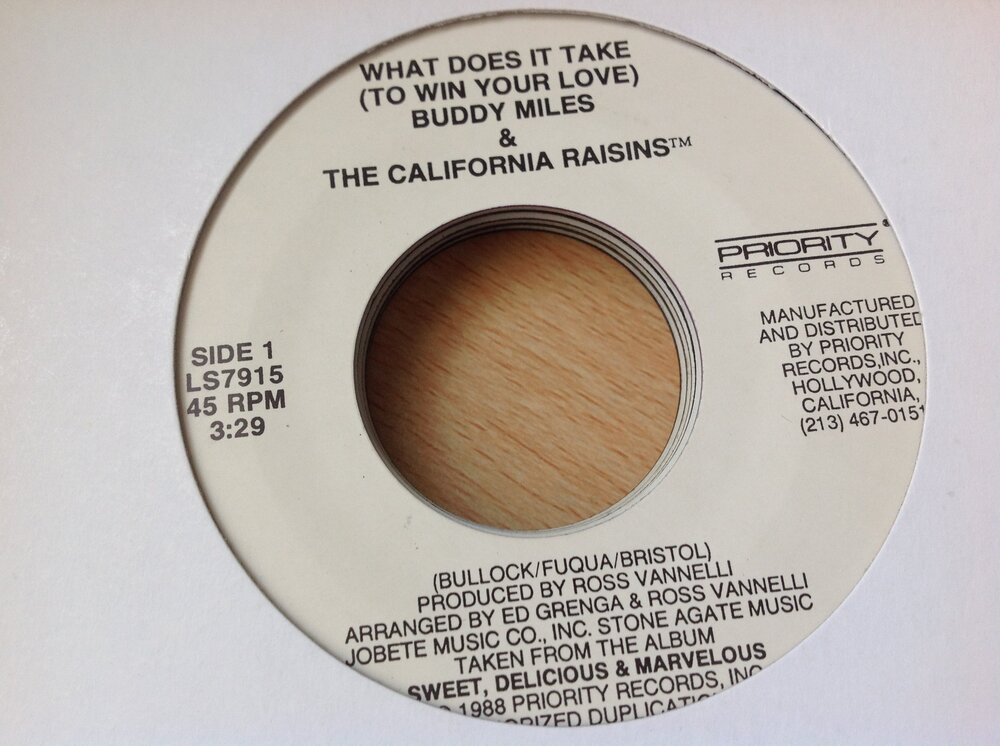 WHAT DOES IT TAKE
(TO WIN YOUR LOVE)
BUDDY MILES
&
THE CALIFORNIA RAISINS™
PRIORITY
RECORDS
MANUFACTURED
AND DISTRIBUTED
BY PRIORITY
RECORDS,INC.,
HOLLYWOOD,
CALIFORNIA,
(213) 467-015
SIDE 1
LS7915
45 RPM
3:29
(BULLOCK/FUQUA/BRISTOL)
PRODUCED BY ROSS VANNELLI
ARRANGED BY ED GRENGA & ROSS VANNELLI
JOBETE MUSIC CO., INC. STONE AGATE MUSIC
TAKEN FROM THE ALBUM
SWEET, DELICIOUS & MARVELOUS
1988 PRIORITY RECORDS, INC